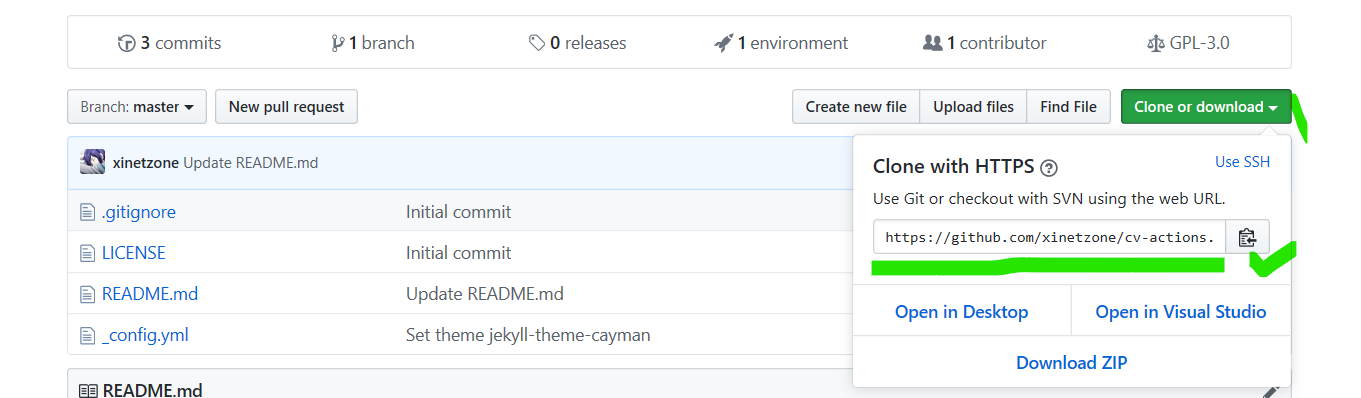 3 commits 1 branch 0 releases 1 environment 1 contributor GPL-3.0
Branch: master New pull request Create new file Upload files Find File Clone or download
xinetzone Update README.md
Clone with HTTPS ? Use SSH
Use Git or checkout with SVN using the web URL.
https://github.com/xinetzone/cv-actions.
Open in Desktop Open in Visual Studio
Download ZIP
.gitignore Initial commit
LICENSE Initial commit
README.md Update README.md
_config.yml Set theme jekyll-theme-cayman
README.md